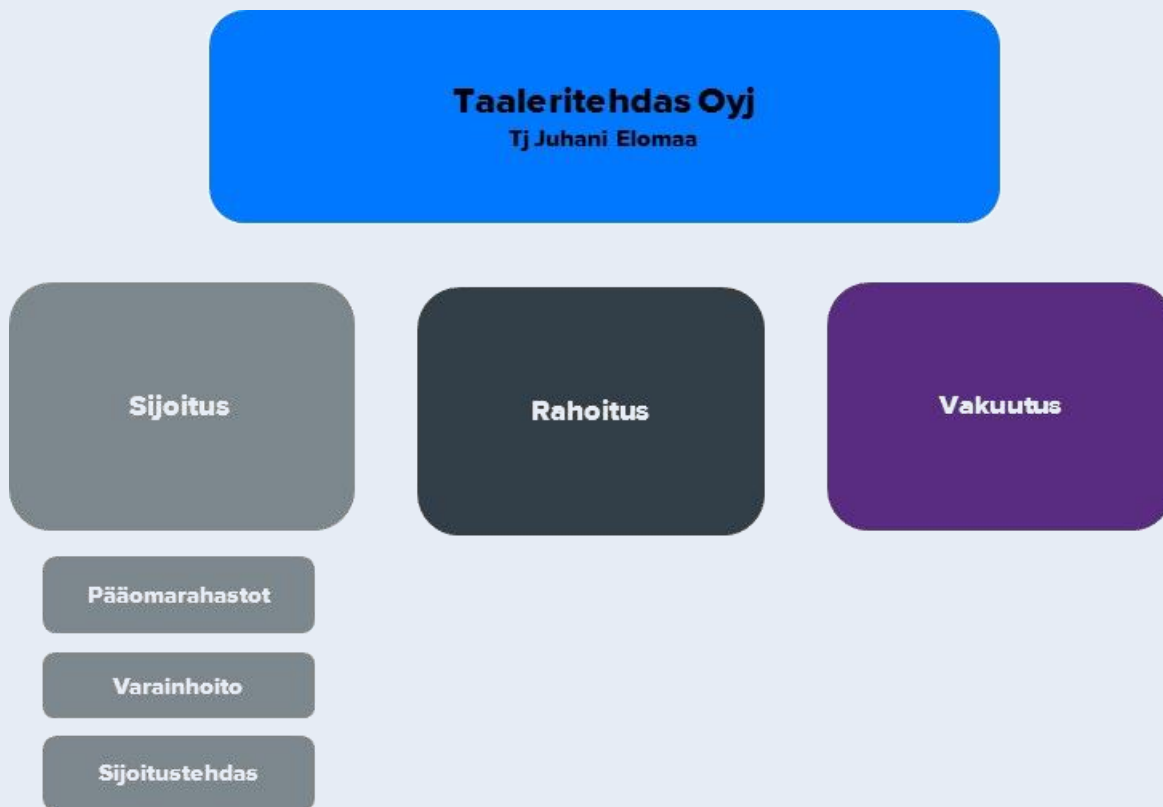 Taaleritehdas Oyj
Tj Juhani Elomaa
Sijoitus
Rahoitus
Vakuutus
Pääomarahastot
Varainhoito
Sijoitustehdas